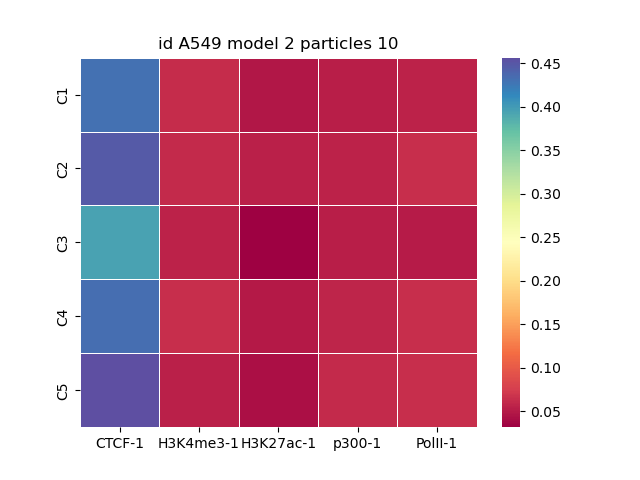 id A549 model 2 particles 10
C1
C2
C3
C4
C5
CTCF-1 H3K4me3-1 H3K27ac-1 p300-1 PolII-1
0.45
0.40
0.35
0.30
0.25
0.20
0.15
0.10
0.05